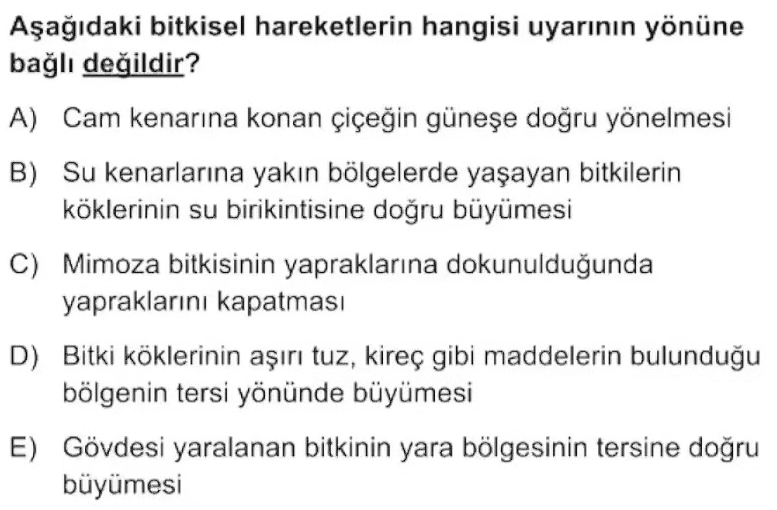 Aşağıdaki bitkisel hareketlerin hangisi uyarının yönüne
bağlı değildir?
A) Cam kenarına konan çiçeğin güneşe doğru yönelmesi
B) Su kenarlarına yakın bölgelerde yaşayan bitkilerin
köklerinin su birikintisine doğru büyümesi
C) Mimoza bitkisinin yapraklarına dokunulduğunda
yapraklarını kapatması
D) Bitki köklerinin aşırı tuz, kireç gibi maddelerin bulunduğu
bölgenin tersi yönünde büyümesi
E) Gövdesi yaralanan bitkinin yara bölgesinin tersine doğru
büyümesi